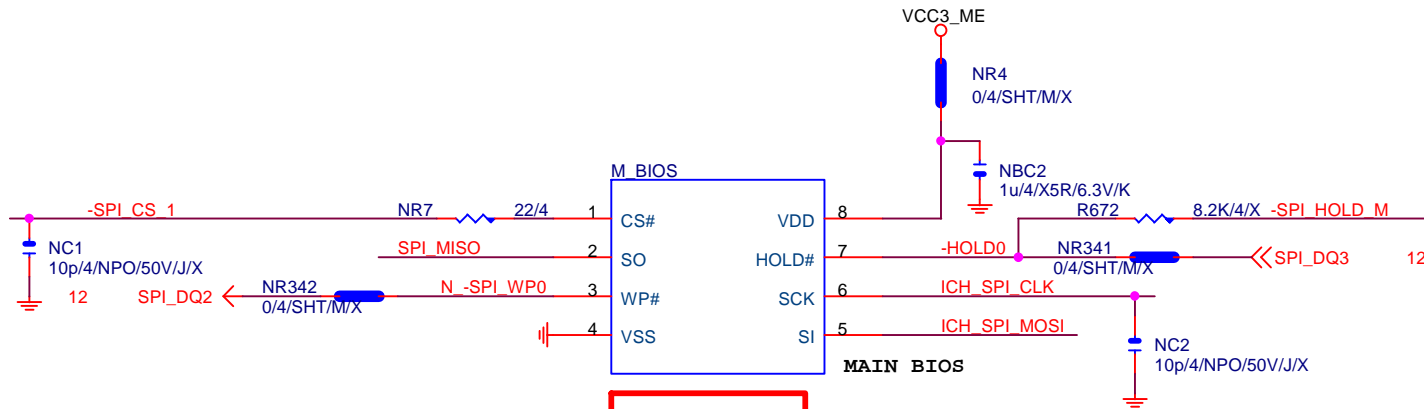 VCC3_ME
NR4
0/4/SHT/M/X
M_BIOS
NBC2
1u/4/X5R/6.3V/K
-SPI_CS_1
NR7
22/4
1
CS#
VDD
8
R672
8.2K/4/X
-SPI_HOLD_M
NC1
10p/4/NPO/50V/J/X
SPI_MISO
2
SO
HOLD#
7
-HOLD0
NR341
0/4/SHT/M/X
SPI_DQ3
12
12
SPI_DQ2
NR342
0/4/SHT/M/X
N_-SPI_WP0
3
WP#
SCK
6
ICH_SPI_CLK
4
VSS
SI
5
ICH_SPI_MOSI
NC2
10p/4/NPO/50V/J/X
MAIN BIOS